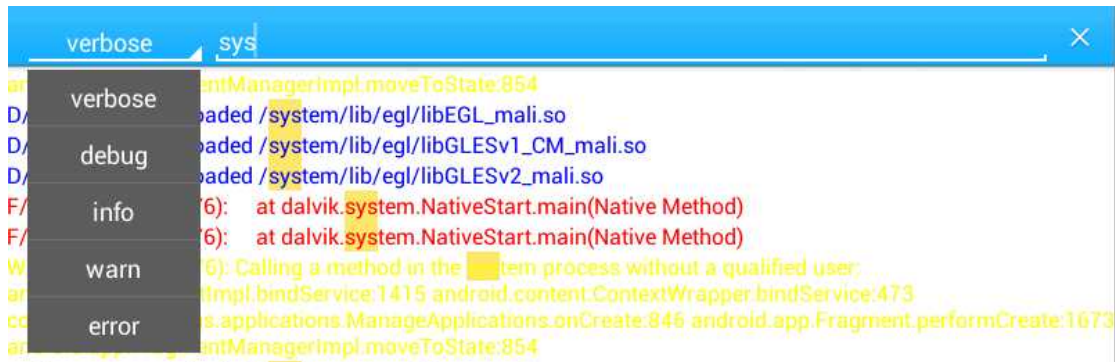 verbose sys ×
verbose
debug
info
warn
error
entManagerImpl.moveToState:854
D/ oaded /system/lib/egl/libEGL_mali.so
D/ oaded /system/lib/egl/libGLESv1_CM_mali.so
D/ oaded /system/lib/egl/libGLESv2_mali.so
F/ 6): at dalvik.system.NativeStart.main(Native Method)
F/ 6): at dalvik.system.NativeStart.main(Native Method)
W 6): Calling a method in the system process without a qualified user:
ar tImpl.bindService:1415 android.content.ContextWrapper.bindService:473
co s.applications.ManageApplications.onCreate:846 android.app.Fragment.performCreate:1673
entManagerImpl.moveToState:854